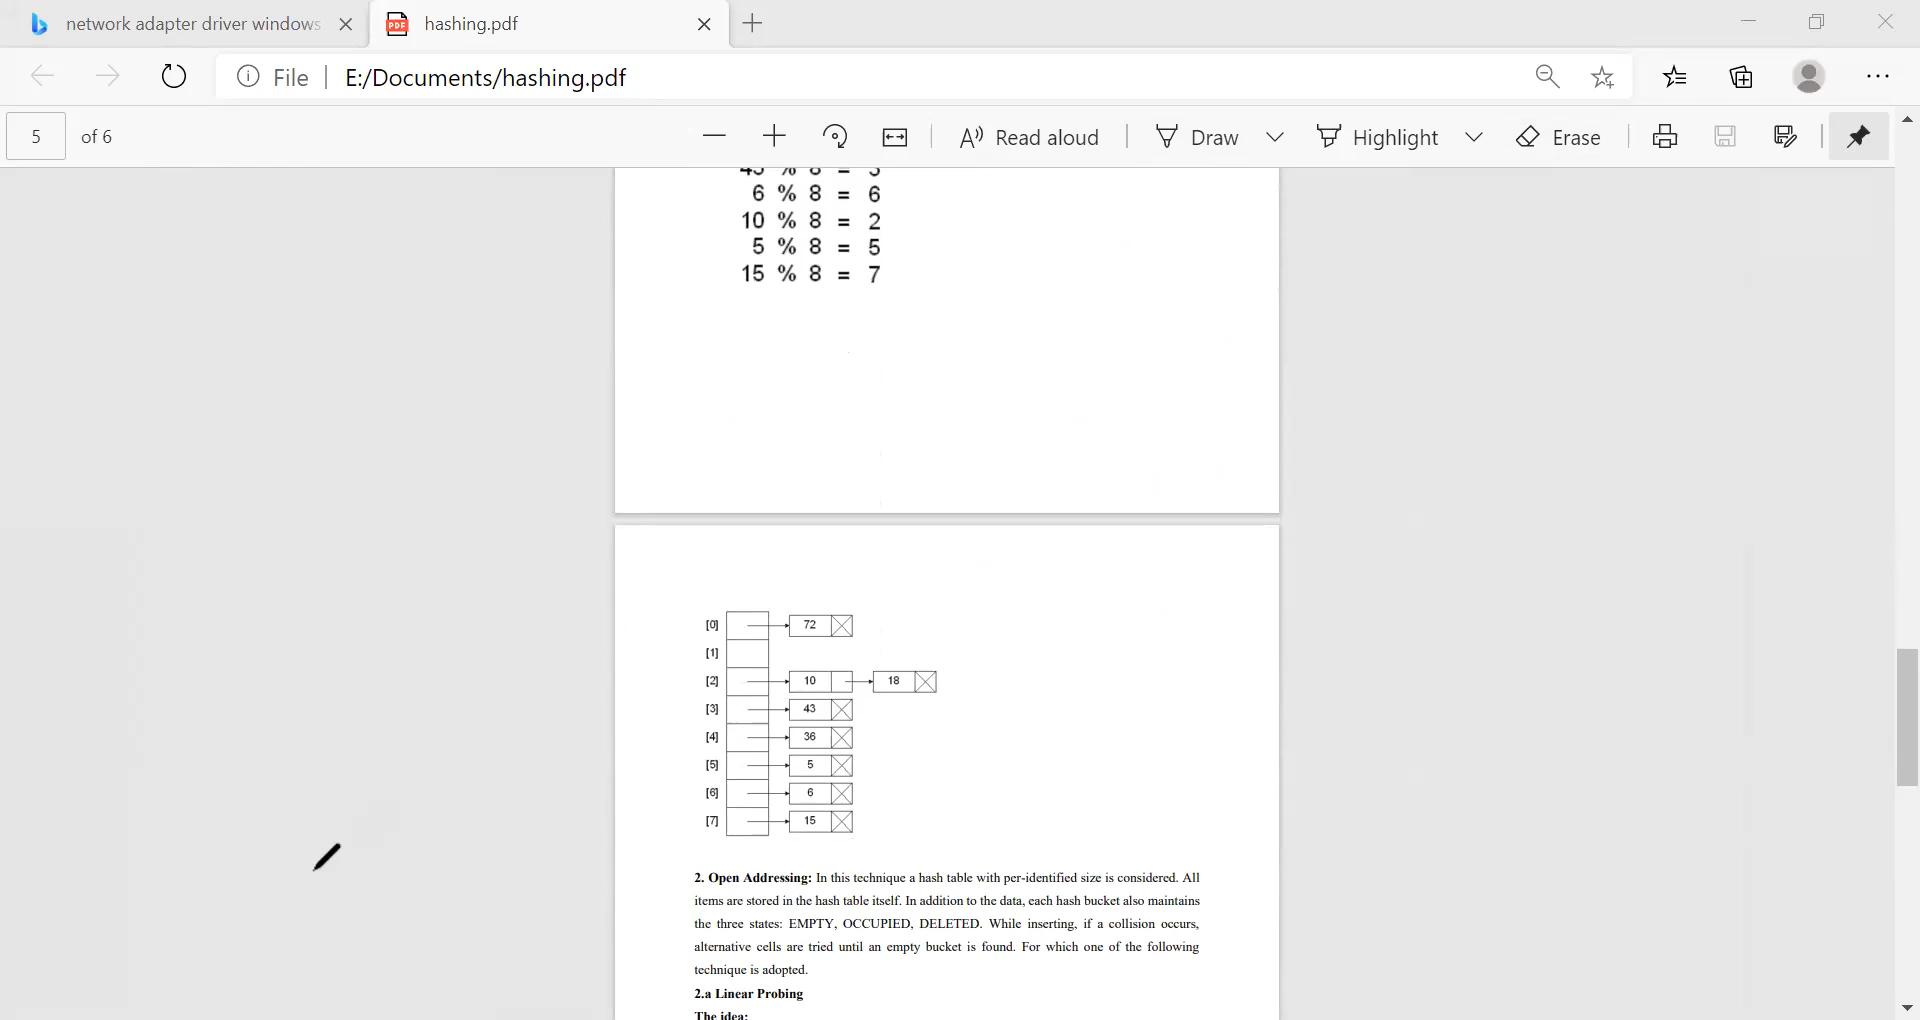 network adapter driver windows
hashing.pdf
File
E:/Documents/hashing.pdf
5 of 6
Read aloud
Draw
Highlight
Erase
6 % 8 = 6
10 % 8 = 2
5 % 8 = 5
15 % 8 = 7
[0] 72
[1]
[2] 10 18
[3] 43
[4] 36
[5] 5
[6] 6
[7] 15
2. Open Addressing: In this technique a hash table with per-identified size is considered. All
items are stored in the hash table itself. In addition to the data, each hash bucket also maintains
the three states: EMPTY, OCCUPIED, DELETED. While inserting, if a collision occurs,
alternative cells are tried until an empty bucket is found. For which one of the following
technique is adopted.
2.a Linear Probing
The idea: